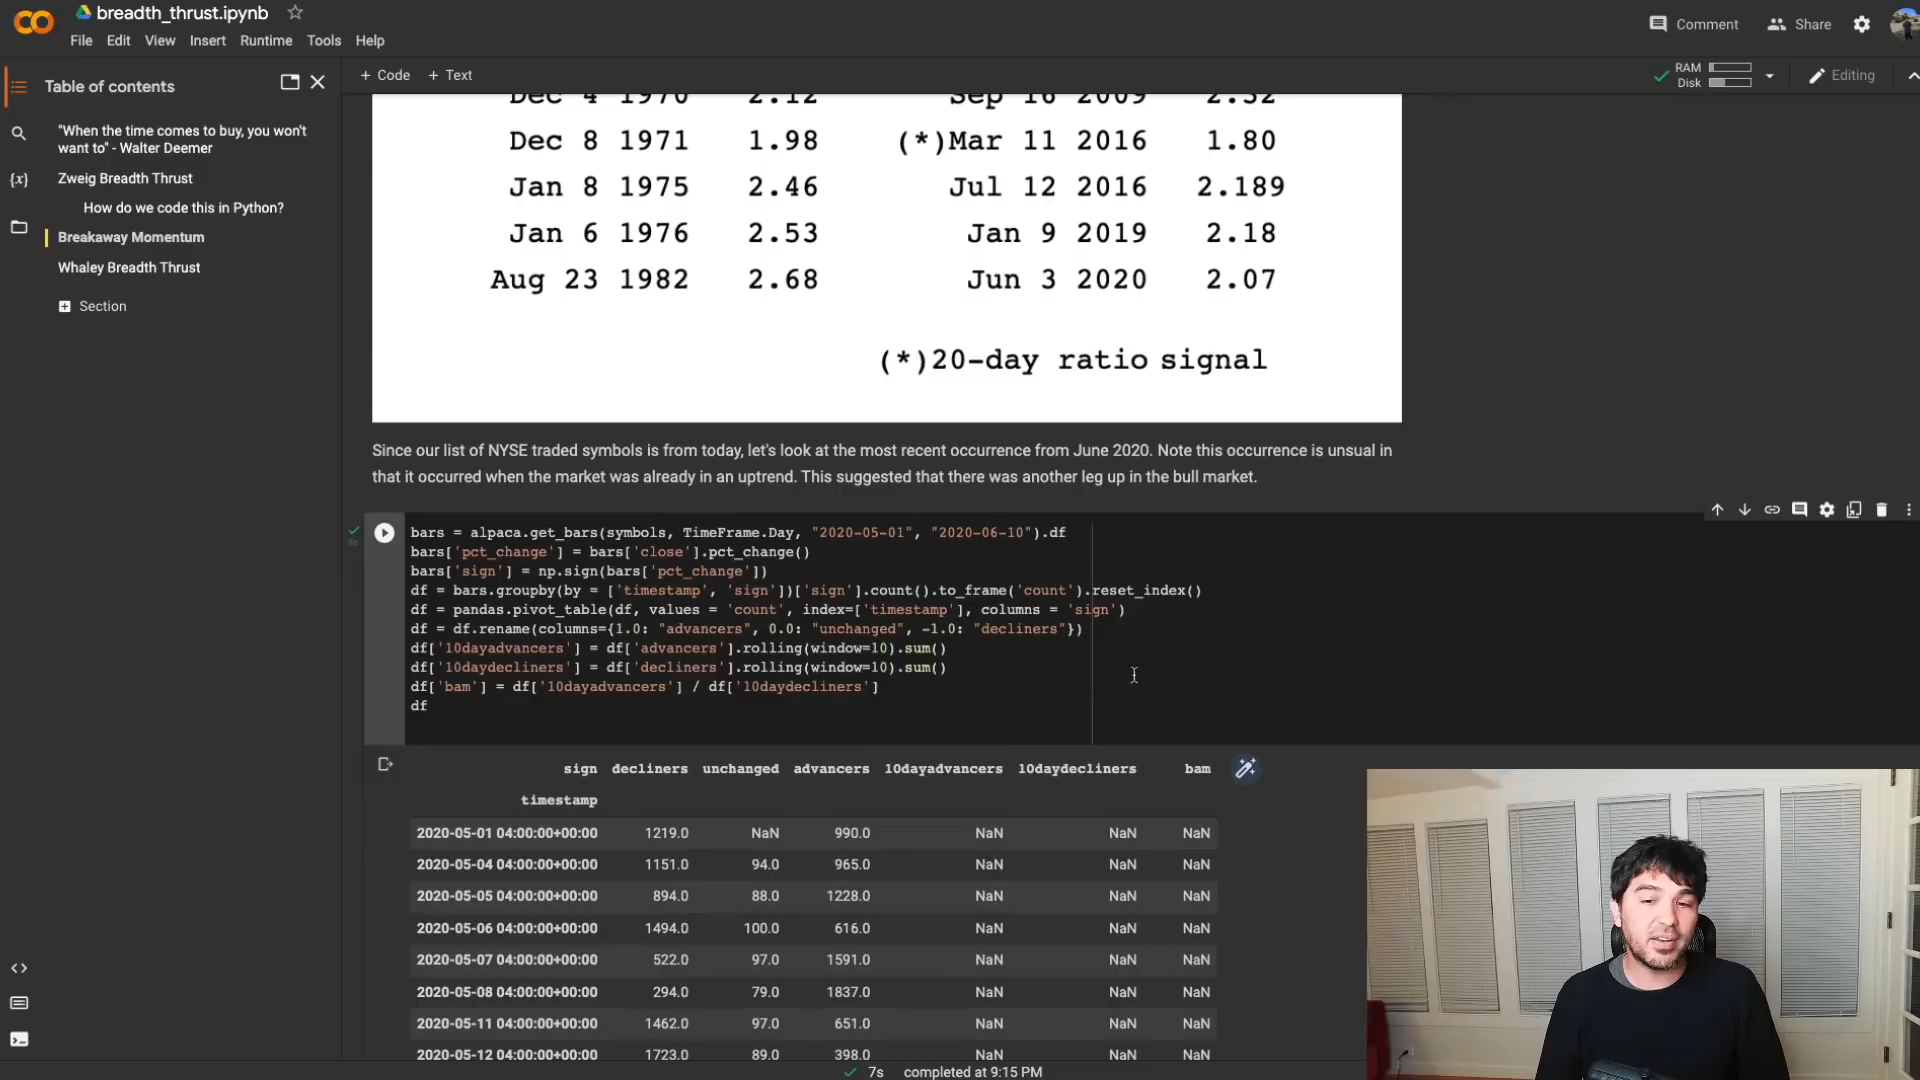 breadth_thrust.ipynb
Comment
Share
File Edit View Insert Runtime Tools Help
Table of contents
"When the time comes to buy, you won't
want to" - Walter Deemer
Zweig Breadth Thrust
How do we code this in Python?
Breakaway Momentum
Whaley Breadth Thrust
Section
{x}
+ Code + Text
RAM
Disk
Editing
Dec 4 1970 2.12 Sep 16 2009 2.32
Dec 8 1971 1.98 (*)Mar 11 2016 1.80
Jan 8 1975 2.46 Jul 12 2016 2.189
Jan 6 1976 2.53 Jan 9 2019 2.18
Aug 23 1982 2.68 Jun 3 2020 2.07
(*)20-day ratio signal
Since our list of NYSE traded symbols is from today, let's look at the most recent occurrence from June 2020. Note this occurrence is unusual in
that it occurred when the market was already in an uptrend. This suggested that there was another leg up in the bull market.
bars = alpaca.get_bars(symbols, TimeFrame.Day, "2020-05-01", "2020-06-10").df
bars['pct_change'] = bars['close'].pct_change()
bars['sign'] = np.sign(bars['pct_change'])
df = bars.groupby(by = ['timestamp', 'sign'])['sign'].count().to_frame('count').reset_index()
df = pandas.pivot_table(df, values = 'count', index=['timestamp'], columns = 'sign')
df = df.rename(columns={1.0: "advancers", 0.0: "unchanged", -1.0: "decliners"})
df['10dayadvancers'] = df['advancers'].rolling(window=10).sum()
df['10daydecliners'] = df['decliners'].rolling(window=10).sum()
df['bam'] = df['10dayadvancers'] / df['10daydecliners']
df
sign decliners unchanged advancers 10dayadvancers 10daydecliners bam
timestamp
2020-05-01 04:00:00+00:00 1219.0 NaN 990.0 NaN NaN NaN
2020-05-04 04:00:00+00:00 1151.0 94.0 965.0 NaN NaN NaN
2020-05-05 04:00:00+00:00 894.0 88.0 1228.0 NaN NaN NaN
2020-05-06 04:00:00+00:00 1494.0 100.0 616.0 NaN NaN NaN
2020-05-07 04:00:00+00:00 522.0 97.0 1591.0 NaN NaN NaN
2020-05-08 04:00:00+00:00 294.0 79.0 1837.0 NaN NaN NaN
2020-05-11 04:00:00+00:00 1462.0 97.0 651.0 NaN NaN NaN
2020-05-12 04:00:00+00:00 1723.0 89.0 398.0 NaN NaN NaN
7s completed at 9:15 PM